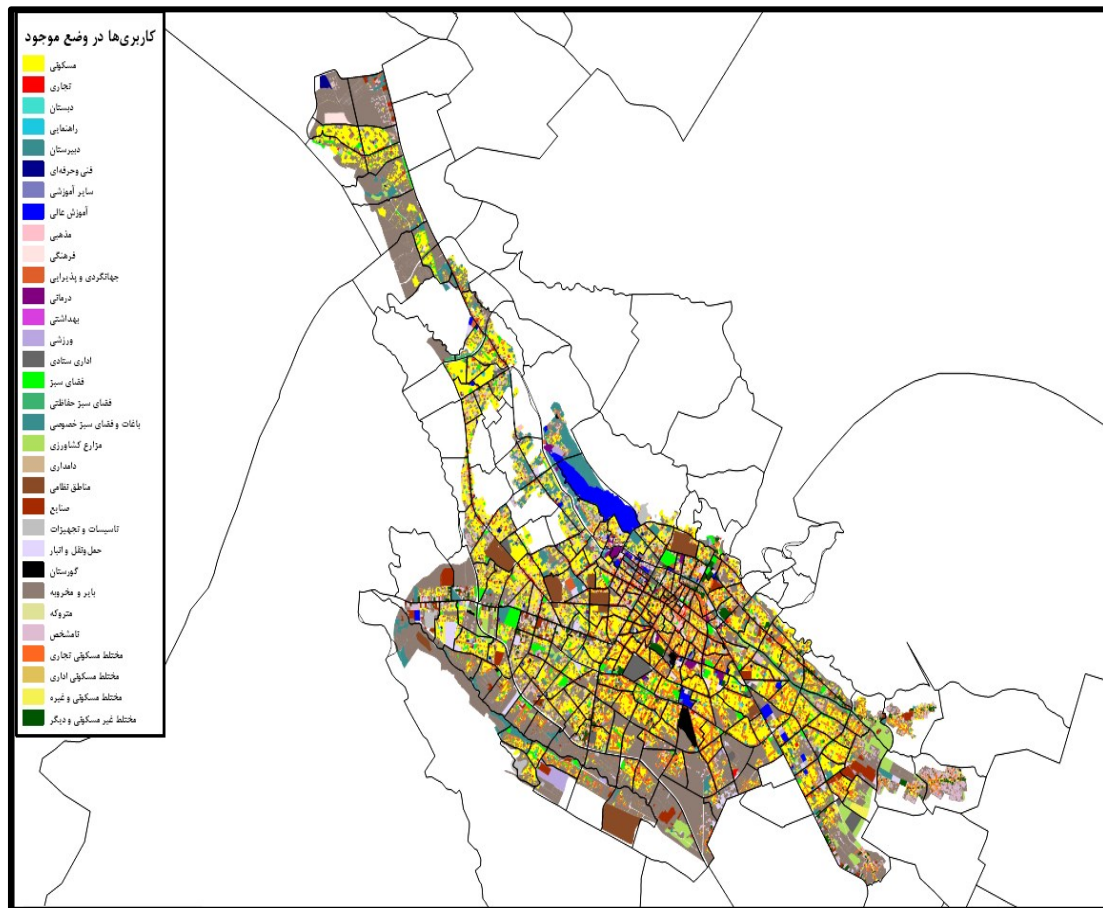 کاربری‌ها در وضع موجود
مسکونی
تجاری
دبستان
راهنمایی
دبیرستان
فنی وحرفه‌ای
سایر آموزشی
آموزش عالی
مذهبی
فرهنگی
جهانگردی و پذیرایی
درمانی
بهداشتی
ورزشی
اداری ستادی
فضای سبز
فضای سبز حفاظتی
باغات و فضای سبز خصوصی
مزارع کشاورزی
دامداری
مناطق نظامی
صنایع
تاسیسات و تجهیزات
حمل‌ونقل و انبار
گورستان
بایر و مخروبه
متروکه
نامشخص
مختلط مسکونی تجاری
مختلط مسکونی اداری
مختلط مسکونی و غیره
مختلط غیر مسکونی و دیگر